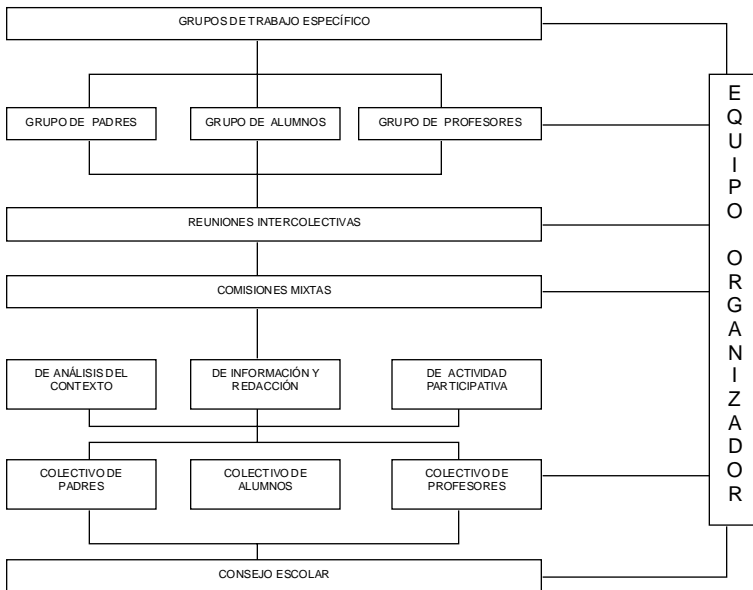 GRUPOS DE TRABAJO ESPECÍFICO
GRUPO DE PADRES
GRUPO DE ALUMNOS
GRUPO DE PROFESORES
REUNIONES INTERCOLECTIVAS
COMISIONES MIXTAS
DE ANÁLISIS DEL
CONTEXTO
DE INFORMACIÓN Y
REDACCIÓN
DE ACTIVIDAD
PARTICIPATIVA
COLECTIVO DE
PADRES
COLECTIVO DE
ALUMNOS
COLECTIVO DE
PROFESORES
CONSEJO ESCOLAR
EQUIPO ORGANIZADOR